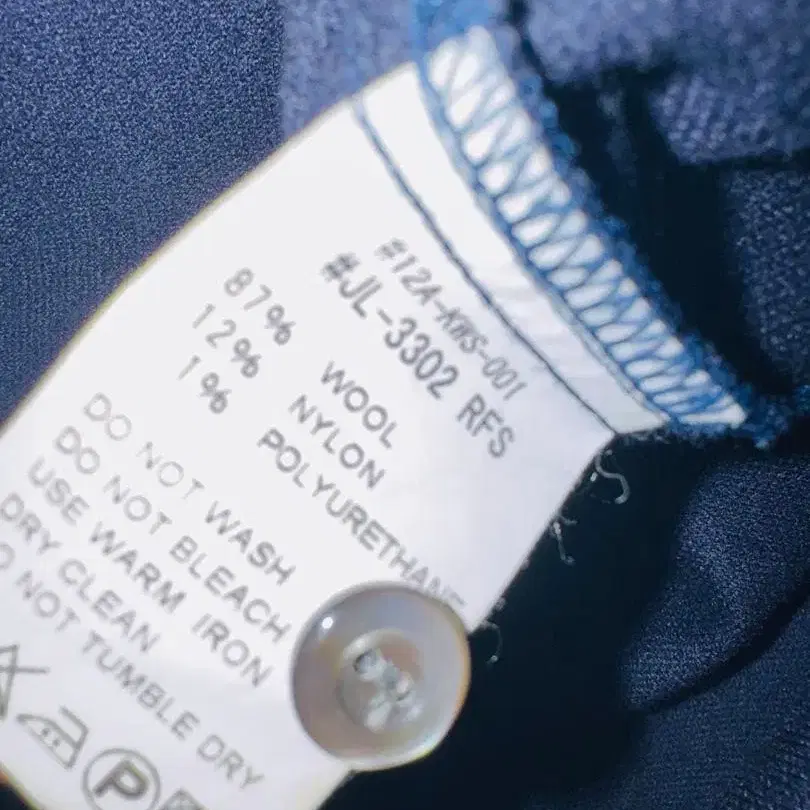 #12A-KWS-001
#JL-3302 RFS
87% WOOL
12% NYLON
1% POLYURETHANE
DO NOT WASH
DO NOT BLEACH
USE WARM IRON
DRY CLEAN
DO NOT TUMBLE DRY
P